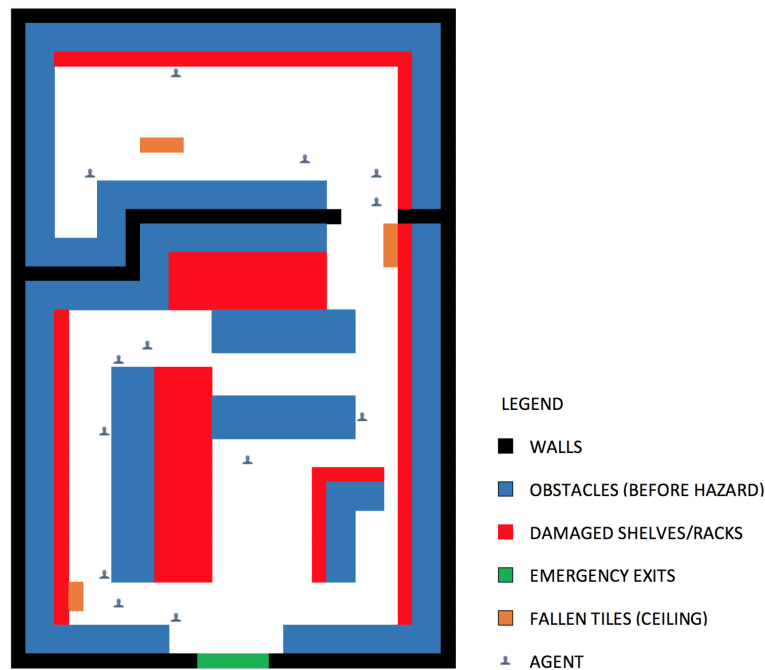 LEGEND
WALLS
OBSTACLES (BEFORE HAZARD)
DAMAGED SHELVES/RACKS
EMERGENCY EXITS
FALLEN TILES (CEILING)
AGENT